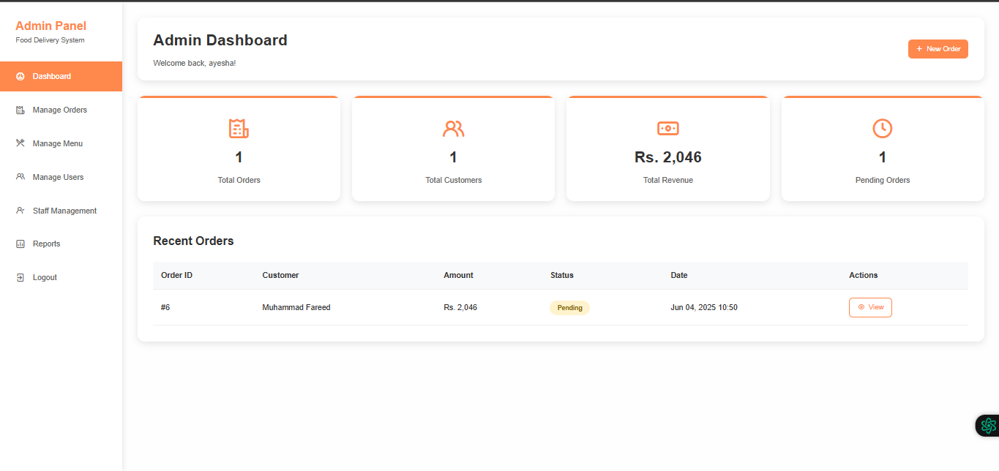 Admin Panel
Food Delivery System
Dashboard
Manage Orders
Manage Menu
Manage Users
Staff Management
Reports
Logout
Admin Dashboard
Welcome back, ayesha!
+ New Order
1
Total Orders
1
Total Customers
Rs. 2,046
Total Revenue
1
Pending Orders
Recent Orders
Order ID Customer Amount Status Date Actions
#6 Muhammad Fareed Rs. 2,046 Pending Jun 04, 2025 10:50 View